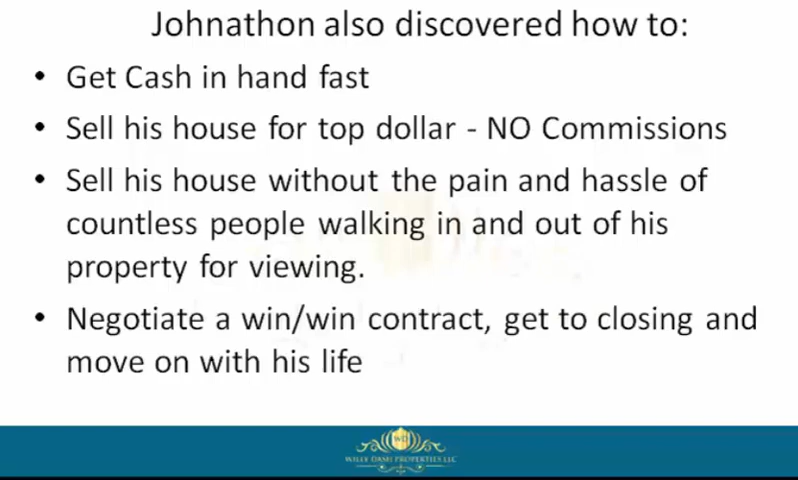 Johnathon also discovered how to:
• Get Cash in hand fast
• Sell his house for top dollar - NO Commissions
• Sell his house without the pain and hassle of
countless people walking in and out of his
property for viewing.
• Negotiate a win/win contract, get to closing and
move on with his life
PROPERTIES LLC